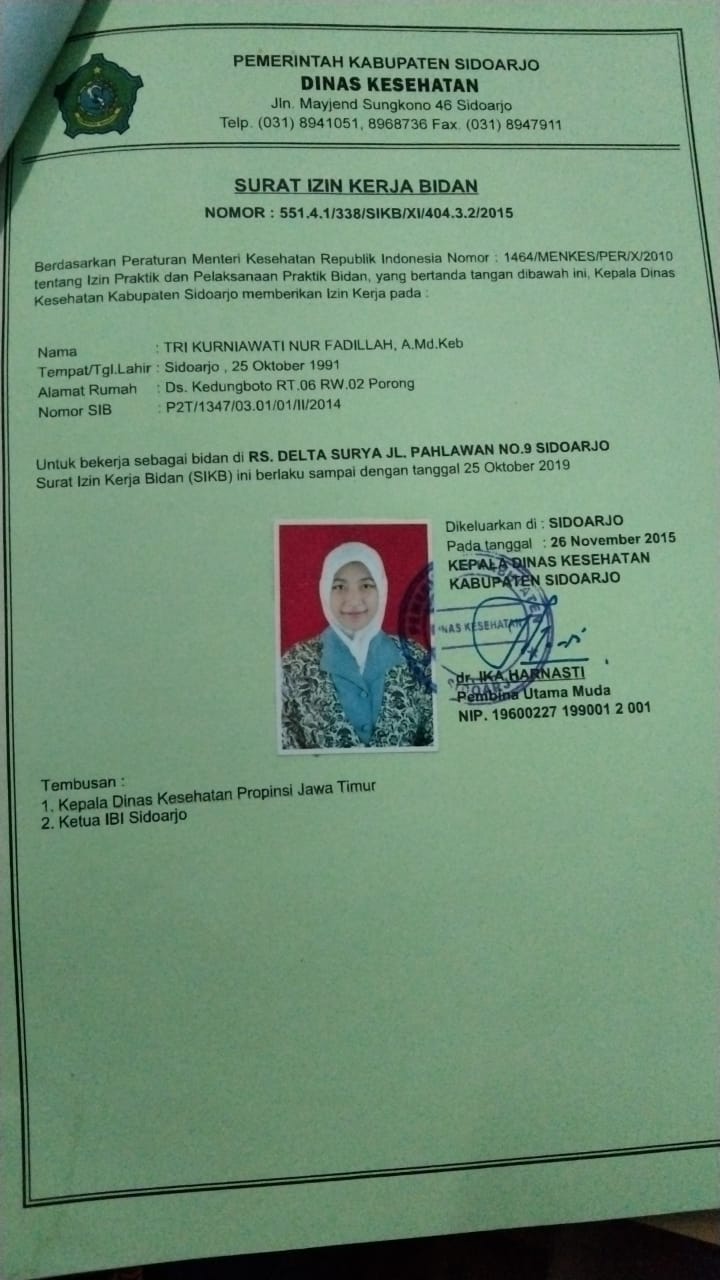 PEMERINTAH KABUPATEN SIDOARJO
DINAS KESEHATAN
Jln. Mayjend Sungkono 46 Sidoarjo
Telp. (031) 8941051, 8968736 Fax. (031) 8947911
SURAT IZIN KERJA BIDAN
NOMOR : 551.4.1/338/SIKB/XI/404.3.2/2015
Berdasarkan Peraturan Menteri Kesehatan Republik Indonesia Nomor : 1464/MENKES/PER/X/2010
tentang Izin Praktik dan Pelaksanaan Praktik Bidan, yang bertanda tangan dibawah ini, Kepala Dinas
Kesehatan Kabupaten Sidoarjo memberikan Izin Kerja pada :
Nama : TRI KURNIAWATI NUR FADILLAH, A.Md.Keb
Tempat/Tgl.Lahir : Sidoarjo , 25 Oktober 1991
Alamat Rumah : Ds. Kedungboto RT.06 RW.02 Porong
Nomor SIB : P2T/1347/03.01/01/II/2014
Untuk bekerja sebagai bidan di RS. DELTA SURYA JL. PAHLAWAN NO.9 SIDOARJO
Surat Izin Kerja Bidan (SIKB) ini berlaku sampai dengan tanggal 25 Oktober 2019
Dikeluarkan di : SIDOARJO
Pada tanggal : 26 November 2015
KEPALA DINAS KESEHATAN
KABUPATEN SIDOARJO
DINAS KESEHATAN
dr. IKA HARNASTI
Pembina Utama Muda
NIP. 19600227 199001 2 001
Tembusan :
1. Kepala Dinas Kesehatan Propinsi Jawa Timur
2. Ketua IBI Sidoarjo